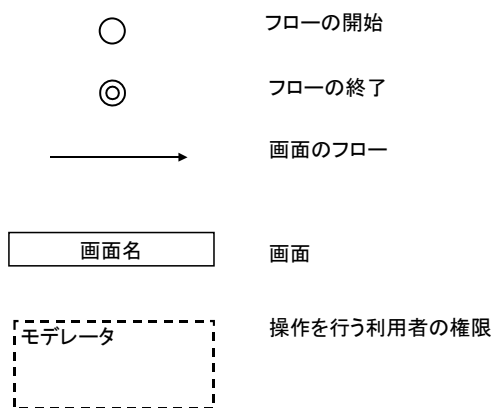 フローの開始
フローの終了
画面のフロー
画面名
画面
モデレータ
操作を行う利用者の権限